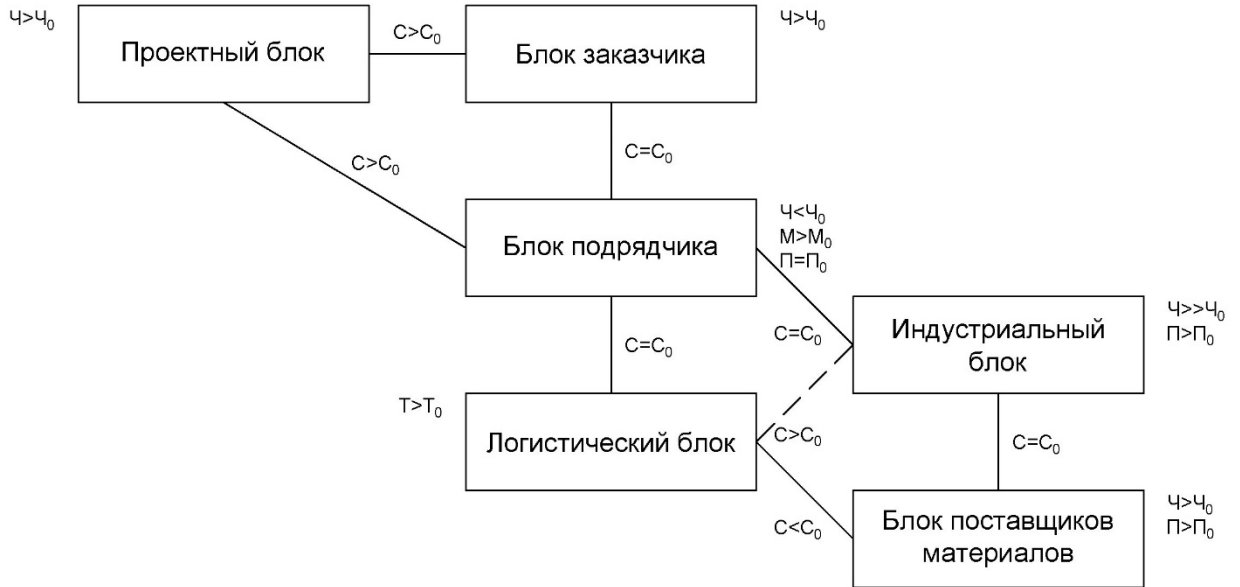 Ч>Ч₀
Проектный блок
С>С₀
Блок заказчика
Ч>Ч₀
С>С₀
С=С₀
Блок подрядчика
Ч<Ч₀
М>М₀
П=П₀
С=С₀
С=С₀
Индустриальный
блок
Ч>>Ч₀
П>П₀
Т>Т₀
Логистический блок
С>С₀
С=С₀
С<С₀
Блок поставщиков
материалов
Ч>Ч₀
П>П₀